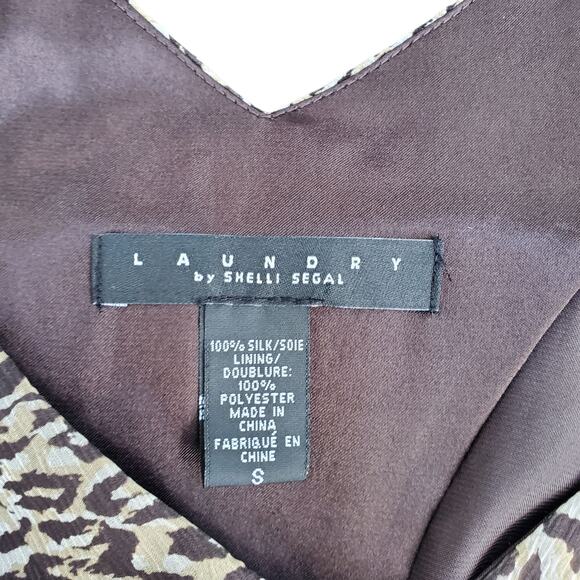 LAUNDRY
by SHELLI SEGAL
100% SILK/SOIE
LINING/
DOUBLURE:
100%
POLYESTER
MADE IN
CHINA
FABRIQUÉ EN
CHINE
S